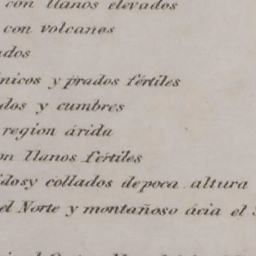 con llanos elevados
con volcanes
ados
nicos y prados fértiles
dos y cumbres
region árida
on llanos fértiles
idosy collados depoca altura
el Norte y montañoso ácia el